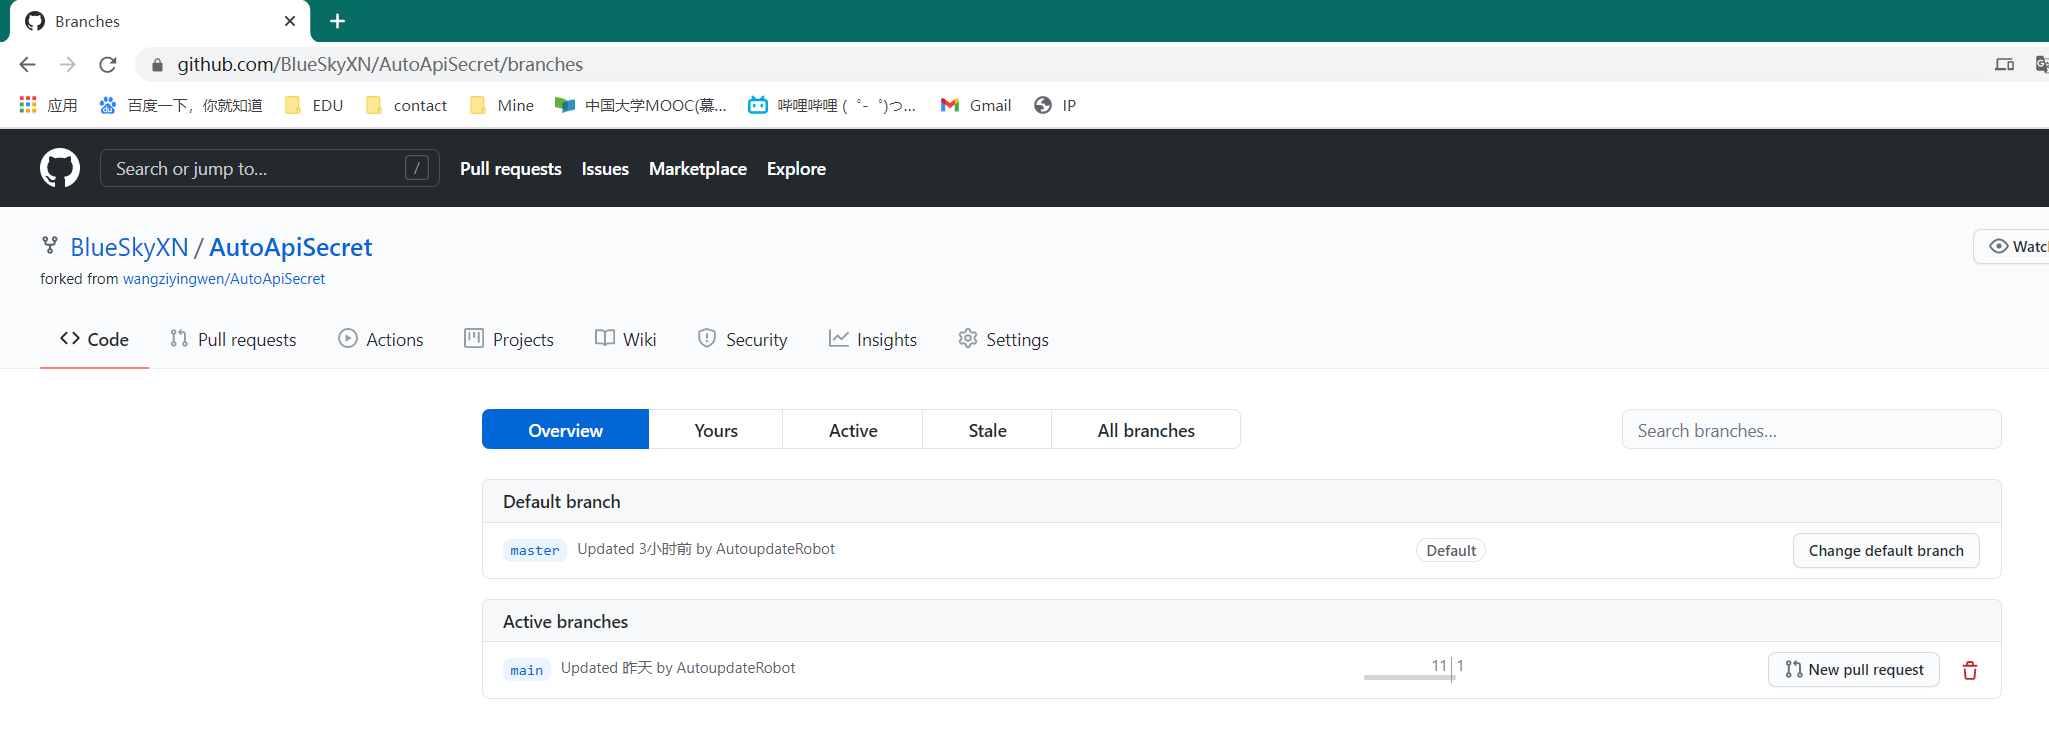 Branches
github.com/BlueSkyXN/AutoApiSecret/branches
应用 百度一下，你就知道 EDU contact Mine 中国大学MOOC(慕... 哔哩哔哩 (゜-゜)つ... Gmail IP
Search or jump to... / Pull requests Issues Marketplace Explore
BlueSkyXN / AutoApiSecret
Watc
forked from wangziyingwen/AutoApiSecret
Code Pull requests Actions Projects Wiki Security Insights Settings
Overview Yours Active Stale All branches Search branches...
Default branch
master Updated 3小时前 by AutoupdateRobot Default Change default branch
Active branches
main Updated 昨天 by AutoupdateRobot 11 1 New pull request